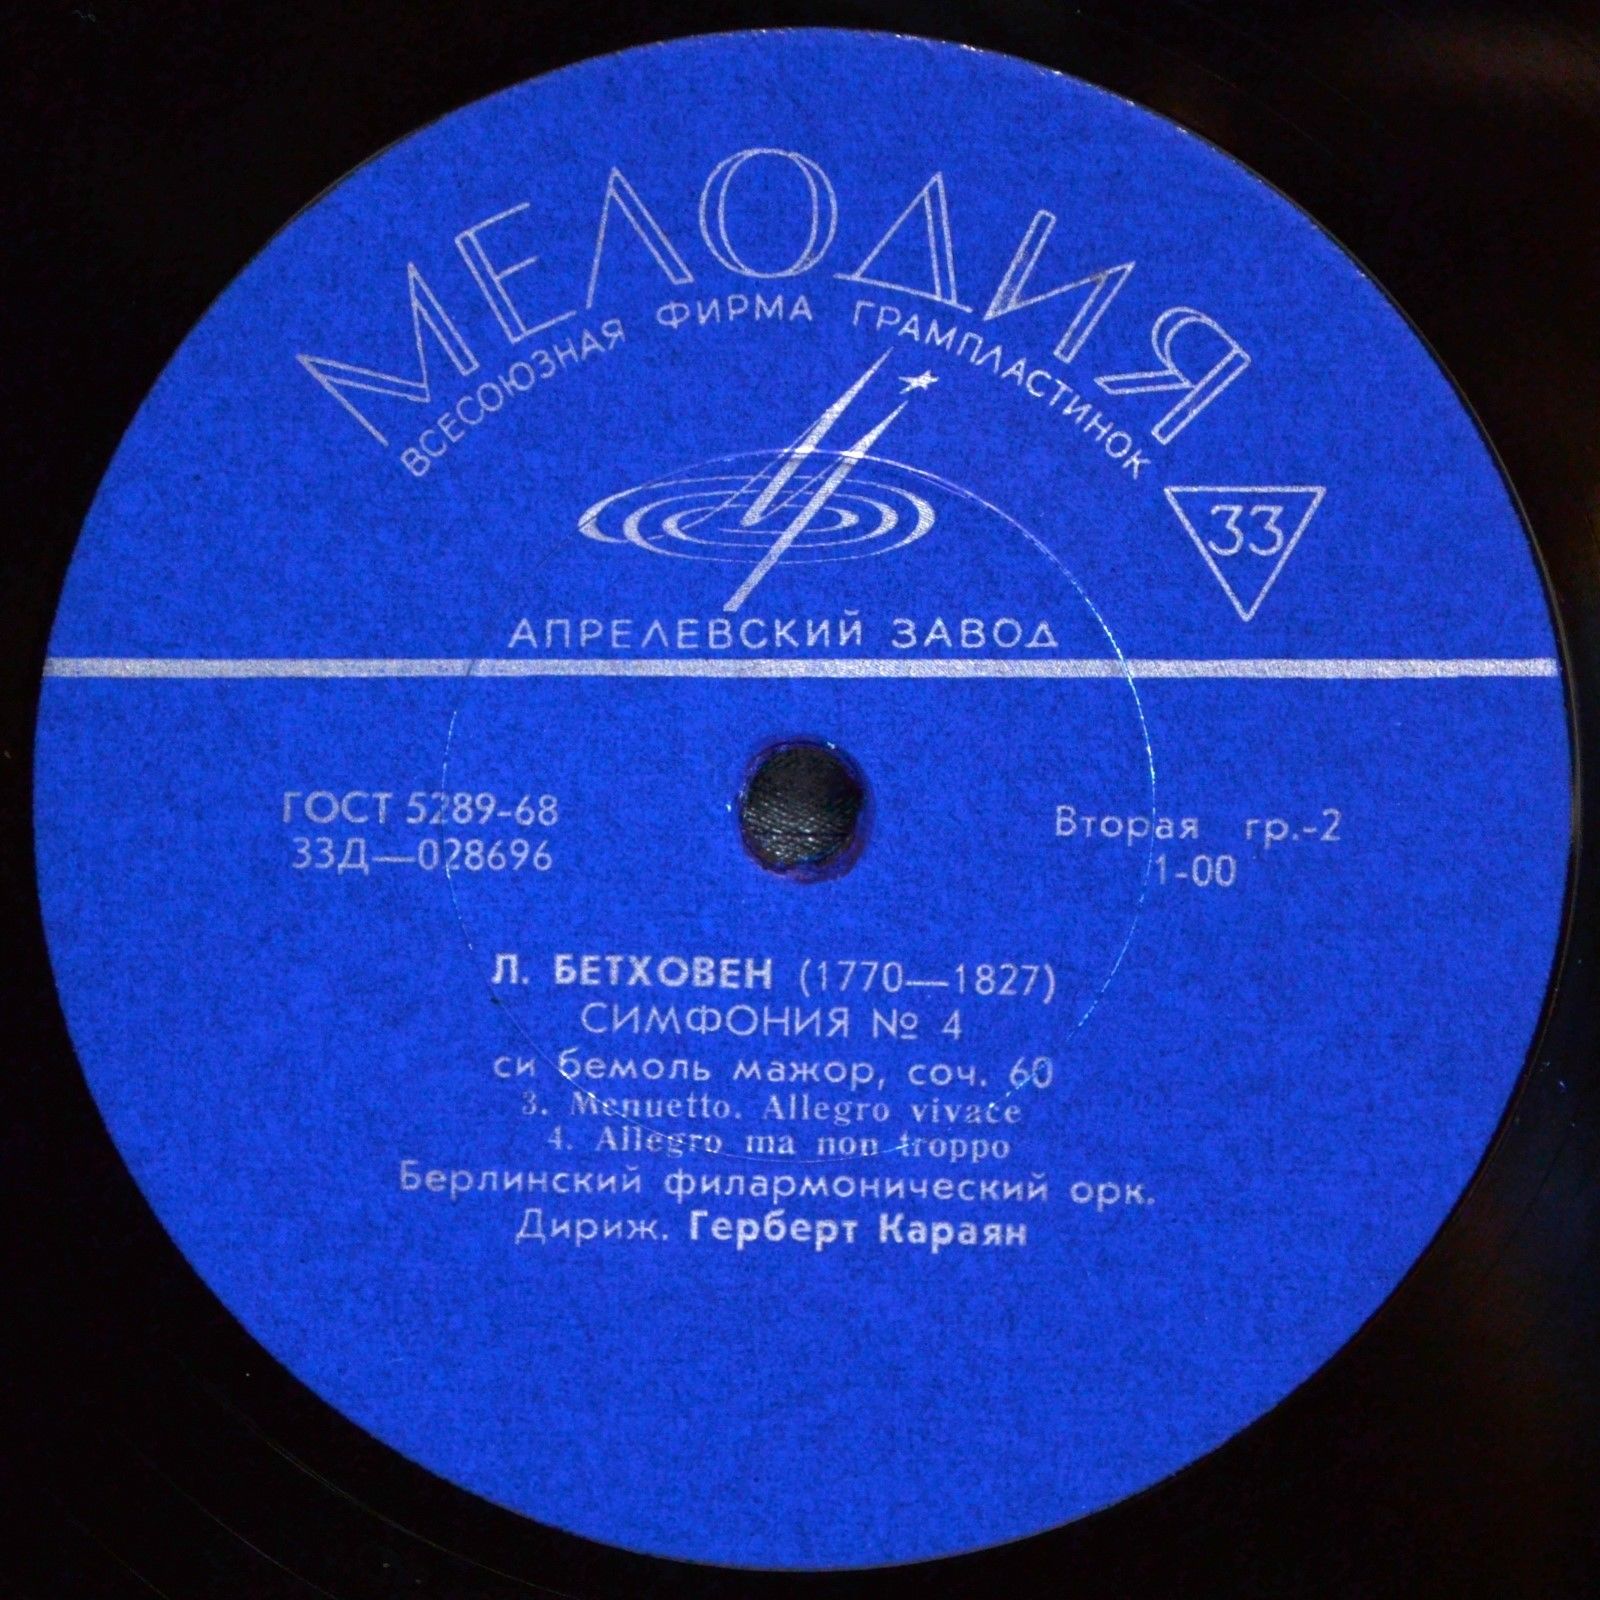 МЕЛОДИЯ
ВСЕСОЮЗНАЯ ФИРМА ГРАМПЛАСТИНОК
33
АПРЕЛЕВСКИЙ ЗАВОД
ГОСТ 5289-68
33Д—028696
Вторая гр.-2
1-00
Л. БЕТХОВЕН (1770—1827)
СИМФОНИЯ № 4
си бемоль мажор, соч. 60
3. Menuetto. Allegro vivace
4. Allegro ma non troppo
Берлинский филармонический орк.
Дириж. Герберт Караян